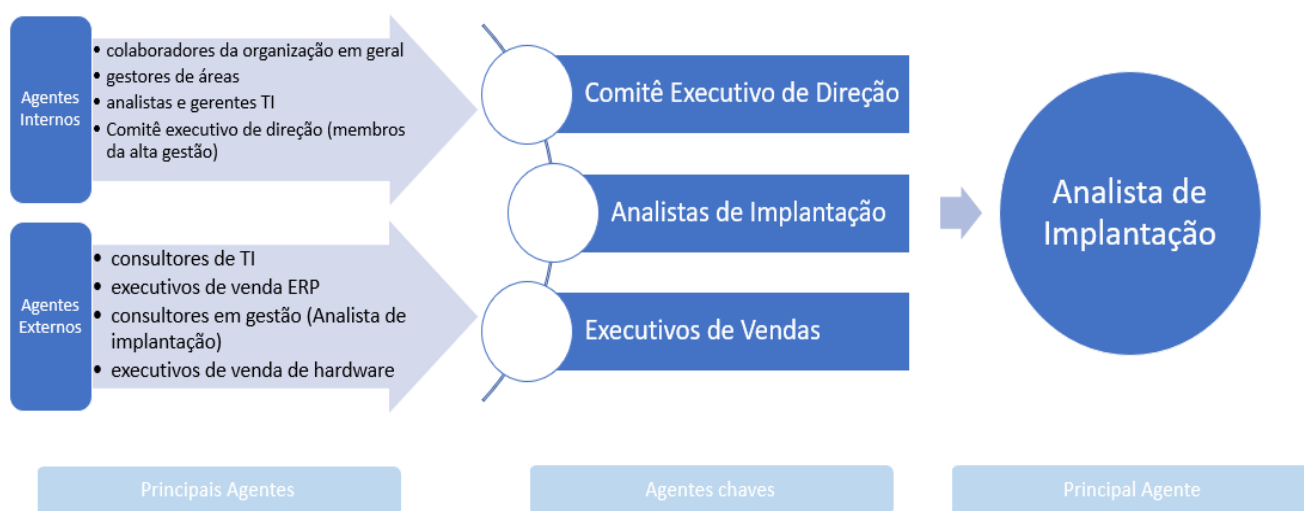 Agentes
Internos
• colaboradores da organização em geral
• gestores de áreas
• analistas e gerentes TI
• Comitê executivo de direção (membros
da alta gestão)
Agentes
Externos
• consultores de TI
• executivos de venda ERP
• consultores em gestão (Analista de
implantação)
• executivos de venda de hardware
Comitê Executivo de Direção
Analistas de Implantação
Executivos de Vendas
Analista de
Implantação
Principais Agentes
Agentes chaves
Principal Agente